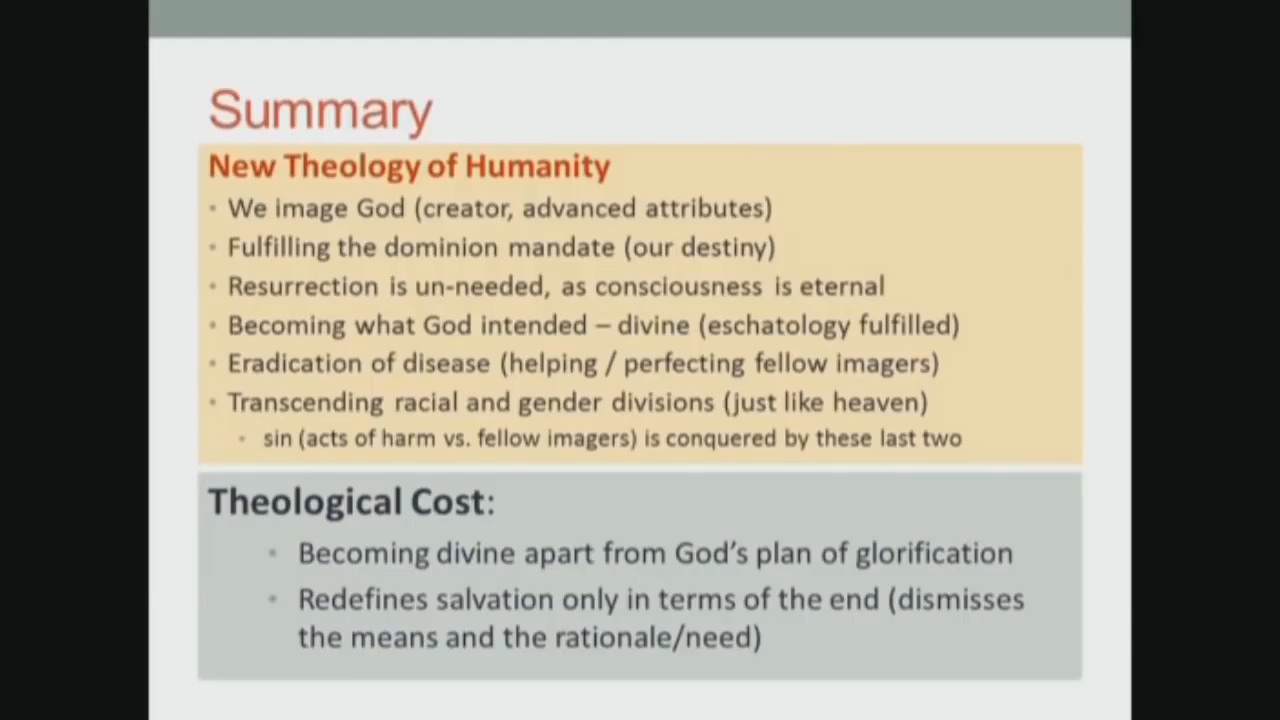 Summary
New Theology of Humanity
• We image God (creator, advanced attributes)
• Fulfilling the dominion mandate (our destiny)
• Resurrection is un-needed, as consciousness is eternal
• Becoming what God intended – divine (eschatology fulfilled)
• Eradication of disease (helping / perfecting fellow imagers)
• Transcending racial and gender divisions (just like heaven)
• sin (acts of harm vs. fellow imagers) is conquered by these last two
Theological Cost:
• Becoming divine apart from God’s plan of glorification
• Redefines salvation only in terms of the end (dismisses
the means and the rationale/need)